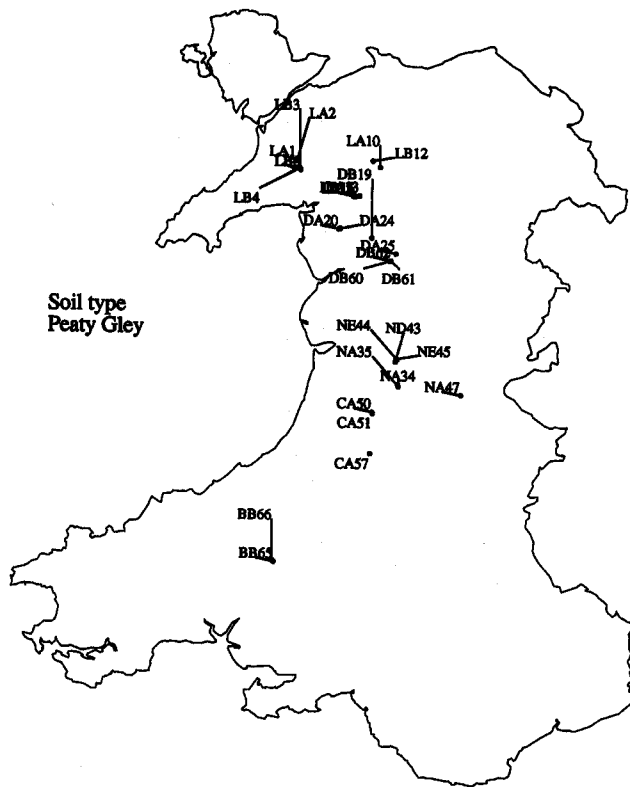 LB3
LA2
LA10
LA1
LB12
DB19
LB4
DA20
DA24
DA25
DB62
DB60
DB61
Soil type
Peaty Gley
NE44
ND43
NA35
NE45
NA34
NA47
CA50
CA51
CA57
BB66
BB65